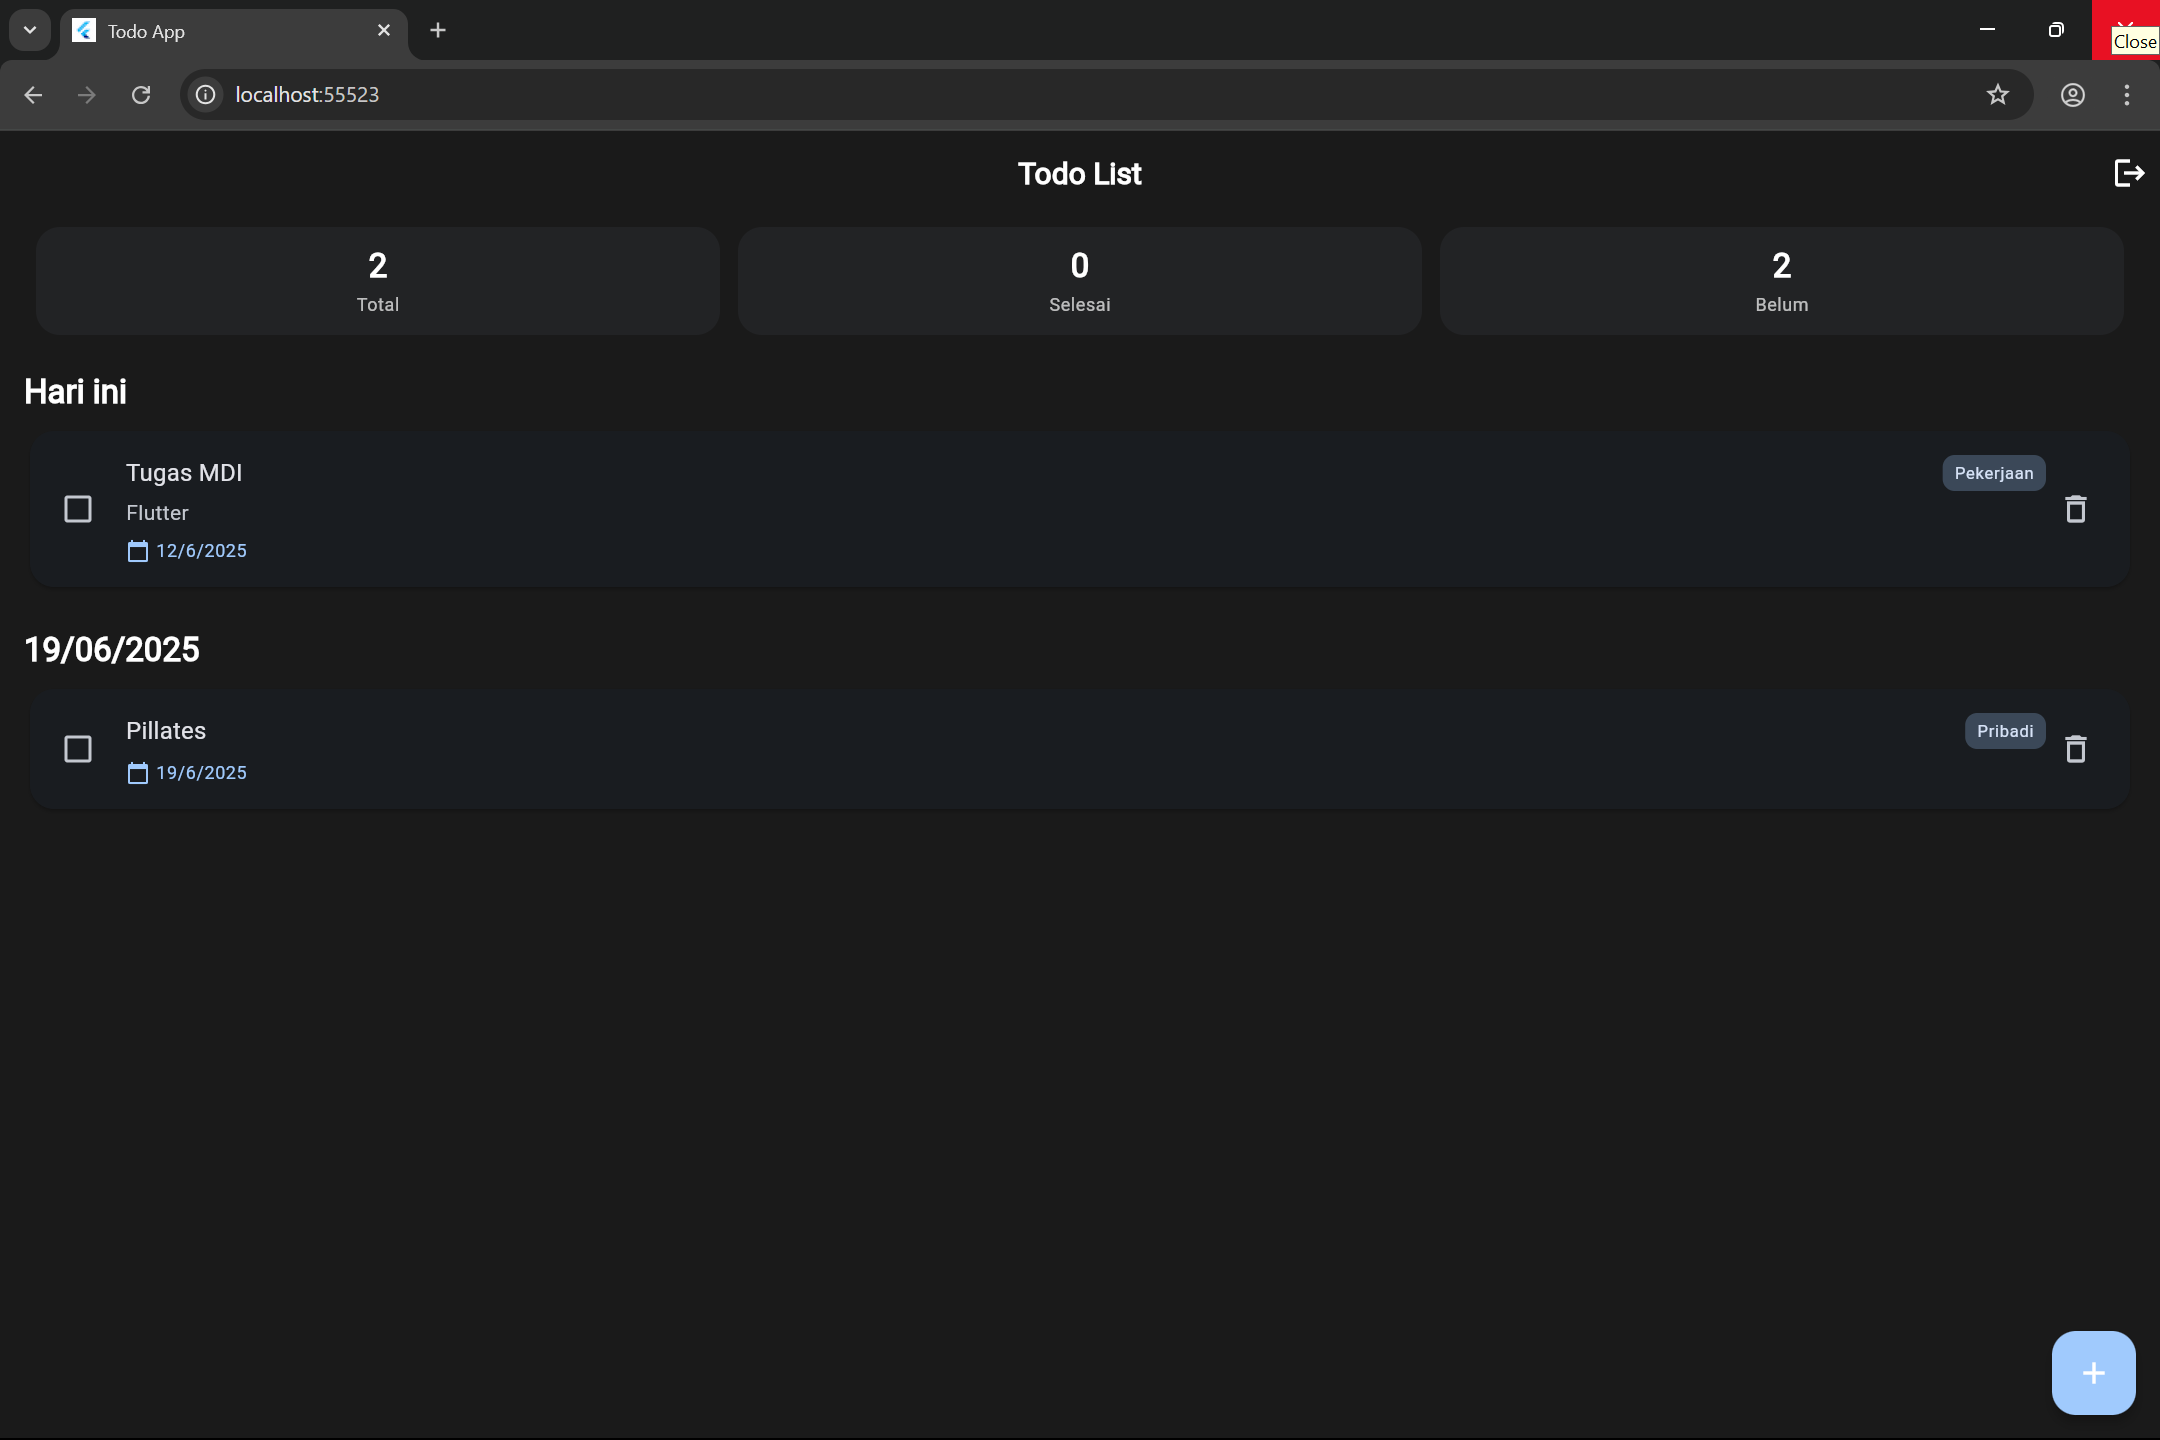 Todo App
Close
localhost:55523
Todo List
2
Total
0
Selesai
2
Belum
Hari ini
Tugas MDI
Pekerjaan
Flutter
12/6/2025
19/06/2025
Pillates
Pribadi
19/6/2025